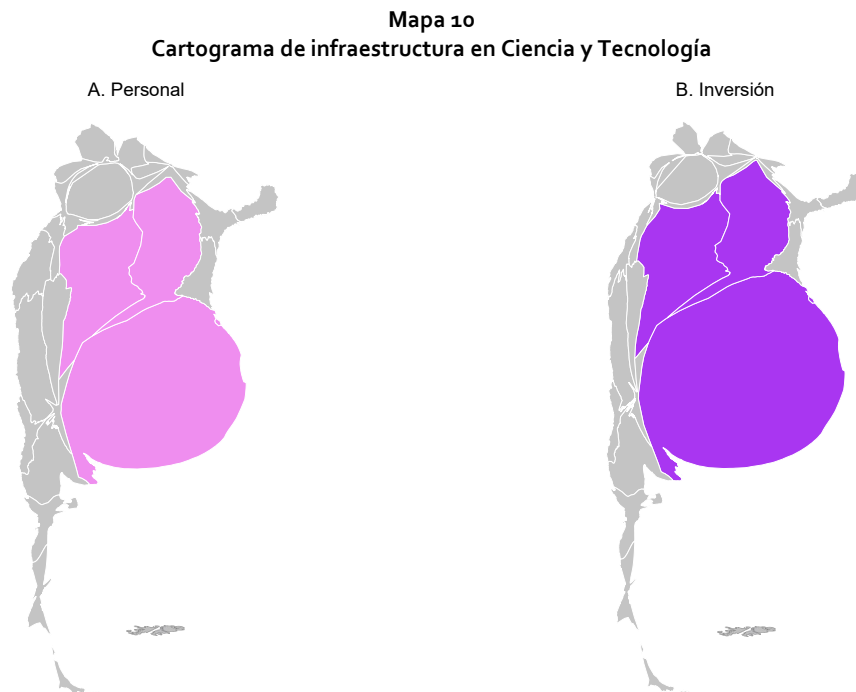 Mapa 10
Cartograma de infraestructura en Ciencia y Tecnología
A. Personal
B. Inversión